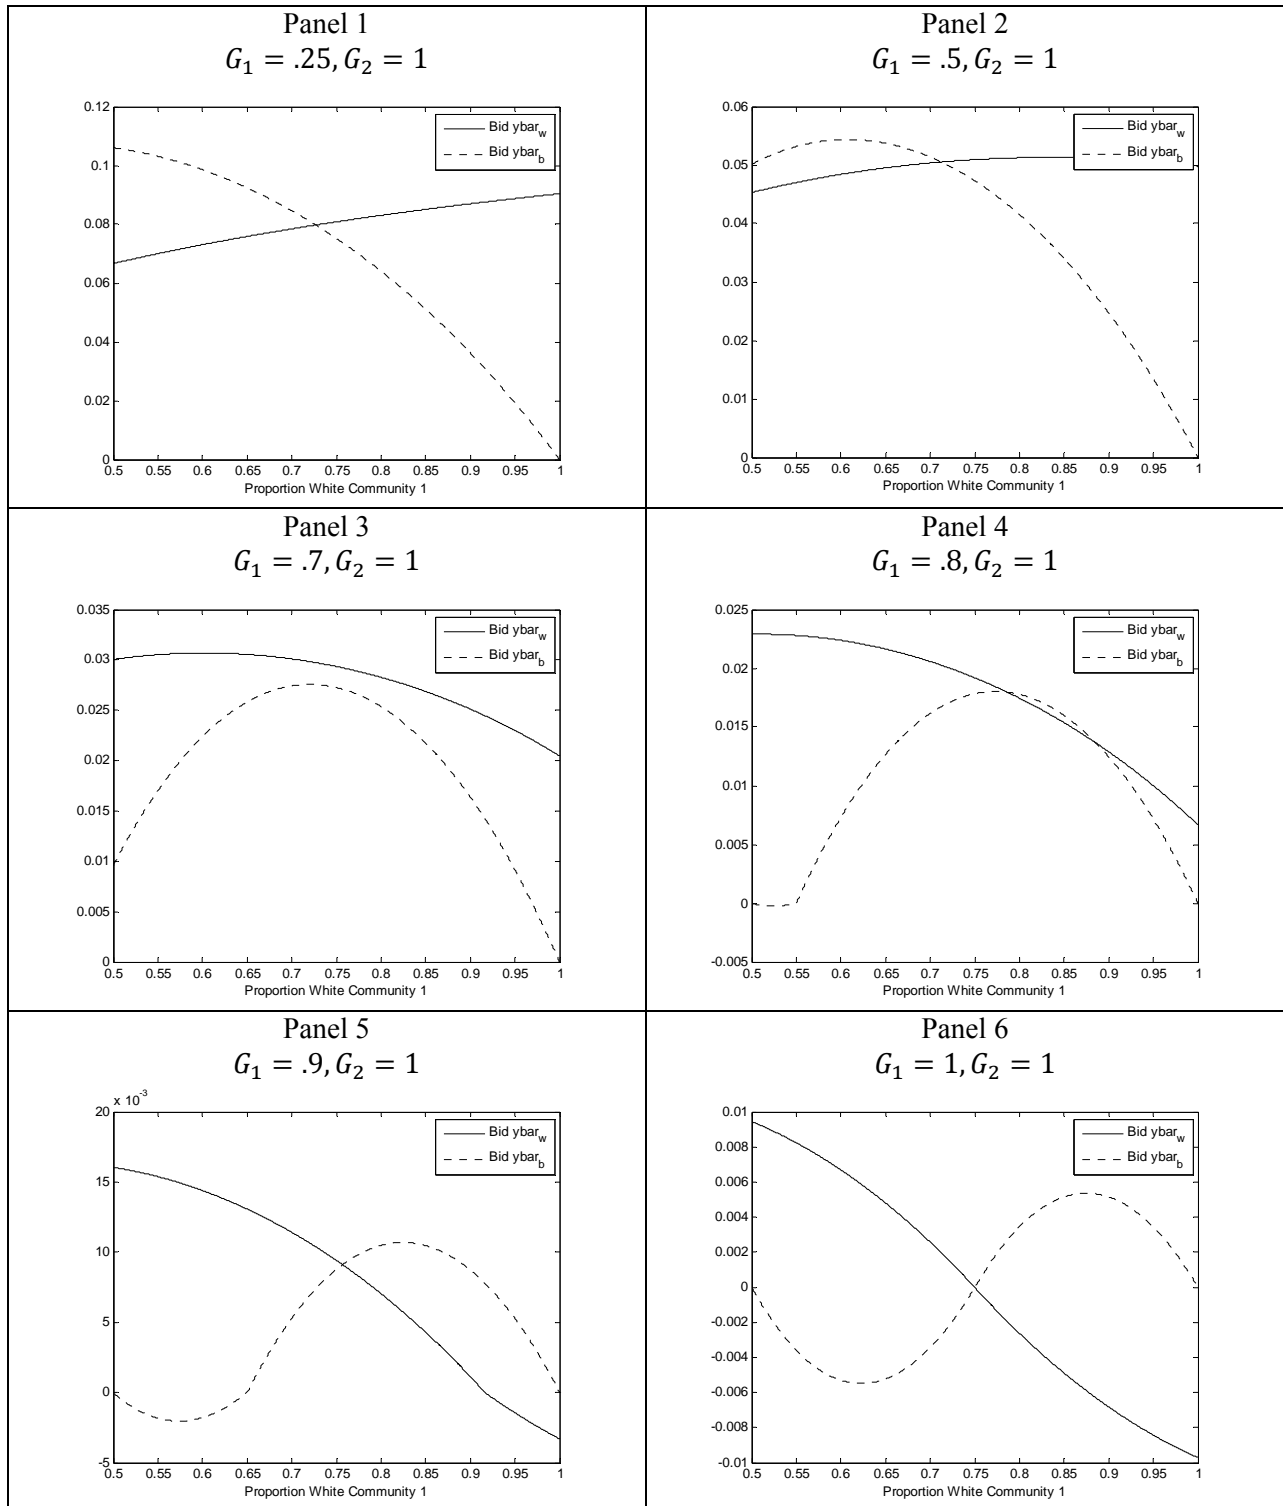 Panel 1
G₁ = .25, G₂ = 1
0.12
0.1
0.08
0.06
0.04
0.02
0
0.5 0.55 0.6 0.65 0.7 0.75 0.8 0.85 0.9 0.95 1
Proportion White Community 1
Bid ybar_w
Bid ybar_b
Panel 2
G₁ = .5, G₂ = 1
0.06
0.05
0.04
0.03
0.02
0.01
0
0.5 0.55 0.6 0.65 0.7 0.75 0.8 0.85 0.9 0.95 1
Proportion White Community 1
Bid ybar_w
Bid ybar_b
Panel 3
G₁ = .7, G₂ = 1
0.035
0.03
0.025
0.02
0.015
0.01
0.005
0
0.5 0.55 0.6 0.65 0.7 0.75 0.8 0.85 0.9 0.95 1
Proportion White Community 1
Bid ybar_w
Bid ybar_b
Panel 4
G₁ = .8, G₂ = 1
0.025
0.02
0.015
0.01
0.005
0
-0.005
0.5 0.55 0.6 0.65 0.7 0.75 0.8 0.85 0.9 0.95 1
Proportion White Community 1
Bid ybar_w
Bid ybar_b
Panel 5
G₁ = .9, G₂ = 1
x 10⁻³
20
15
10
5
0
-5
0.5 0.55 0.6 0.65 0.7 0.75 0.8 0.85 0.9 0.95 1
Proportion White Community 1
Bid ybar_w
Bid ybar_b
Panel 6
G₁ = 1, G₂ = 1
0.01
0.008
0.006
0.004
0.002
0
-0.002
-0.004
-0.006
-0.008
-0.01
0.5 0.55 0.6 0.65 0.7 0.75 0.8 0.85 0.9 0.95 1
Proportion White Community 1
Bid ybar_w
Bid ybar_b